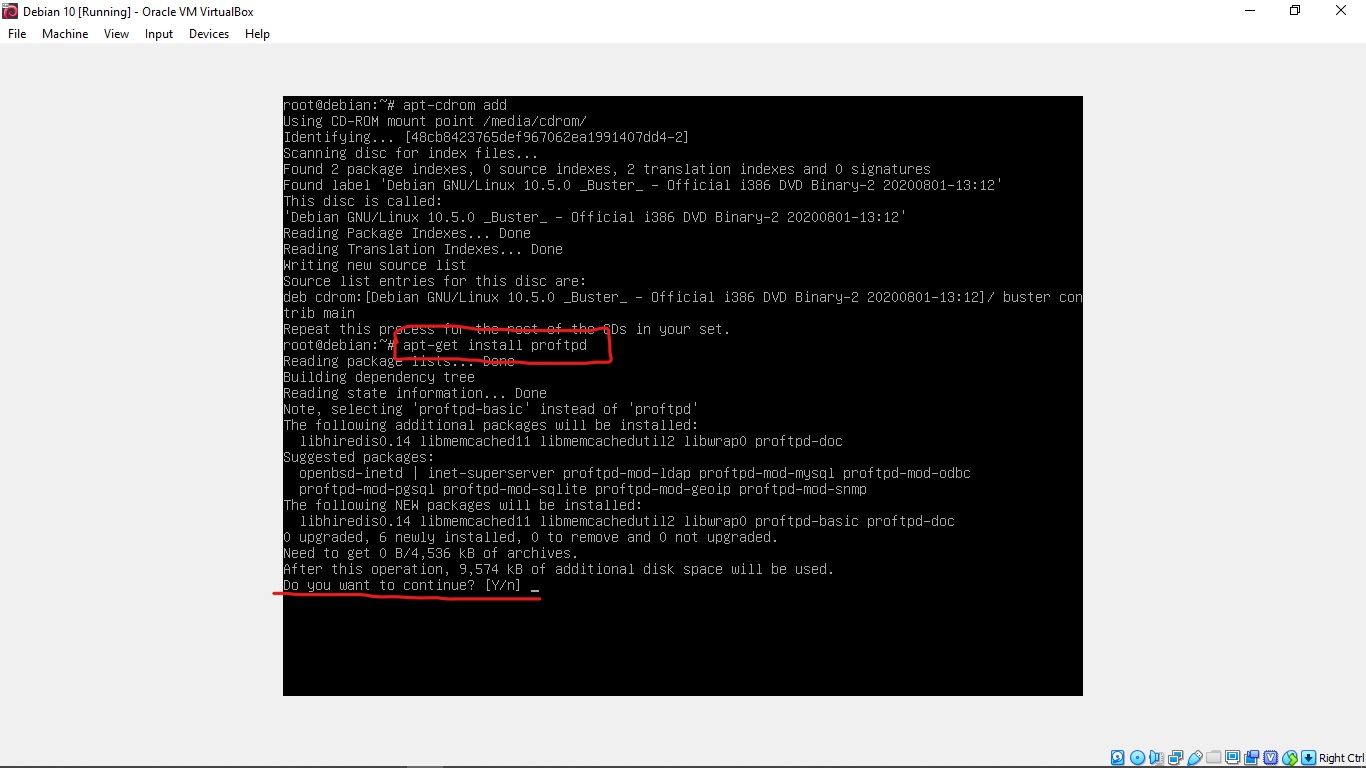 Debian 10 [Running] - Oracle VM VirtualBox
File Machine View Input Devices Help
root@debian:~# apt-cdrom add
Using CD-ROM mount point /media/cdrom/
Identifying... [48cb8423765def967062ea1991407dd4-2]
Scanning disc for index files...
Found 2 package indexes, 0 source indexes, 2 translation indexes and 0 signatures
Found label 'Debian GNU/Linux 10.5.0 _Buster_ - Official i386 DVD Binary-2 20200801-13:12'
This disc is called:
'Debian GNU/Linux 10.5.0 _Buster_ - Official i386 DVD Binary-2 20200801-13:12'
Reading Package Indexes... Done
Reading Translation Indexes... Done
Writing new source list
Source list entries for this disc are:
deb cdrom:[Debian GNU/Linux 10.5.0 _Buster_ - Official i386 DVD Binary-2 20200801-13:12]/ buster con
trib main
Repeat this process for the rest of the CDs in your set.
root@debian:~# apt-get install proftpd
Reading package lists... Done
Building dependency tree
Reading state information... Done
Note, selecting 'proftpd-basic' instead of 'proftpd'
The following additional packages will be installed:
libhiredis0.14 libmemcached11 libmemcachedutil2 libwrap0 proftpd-doc
Suggested packages:
openbsd-inetd | inet-superserver proftpd-mod-ldap proftpd-mod-mysql proftpd-mod-odbc
proftpd-mod-pgsql proftpd-mod-sqlite proftpd-mod-geoip proftpd-mod-snmp
The following NEW packages will be installed:
libhiredis0.14 libmemcached11 libmemcachedutil2 libwrap0 proftpd-basic proftpd-doc
0 upgraded, 6 newly installed, 0 to remove and 0 not upgraded.
Need to get 0 B/4,536 kB of archives.
After this operation, 9,574 kB of additional disk space will be used.
Do you want to continue? [Y/n] _
Right Ctrl